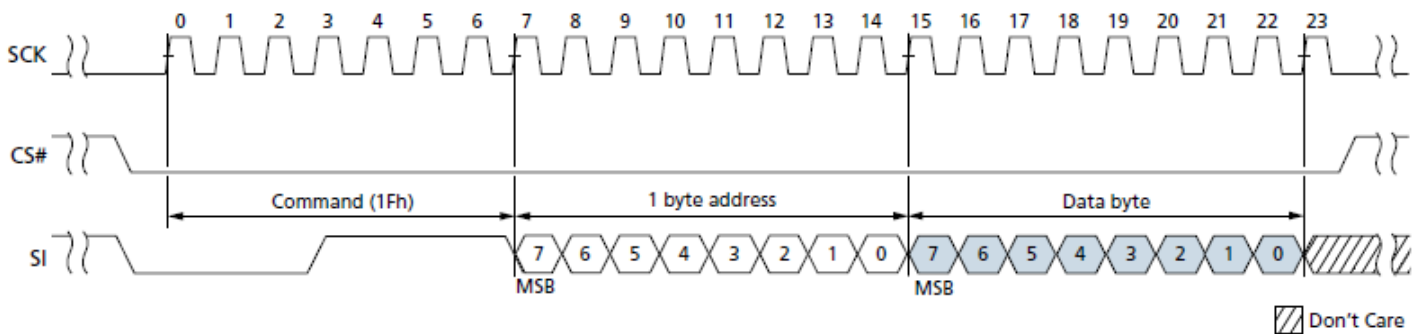 0 1 2 3 4 5 6 7 8 9 10 11 12 13 14 15 16 17 18 19 20 21 22 23
SCK
CS#
Command (1Fh) 1 byte address Data byte
SI 7 6 5 4 3 2 1 0 7 6 5 4 3 2 1 0
MSB MSB
Don't Care